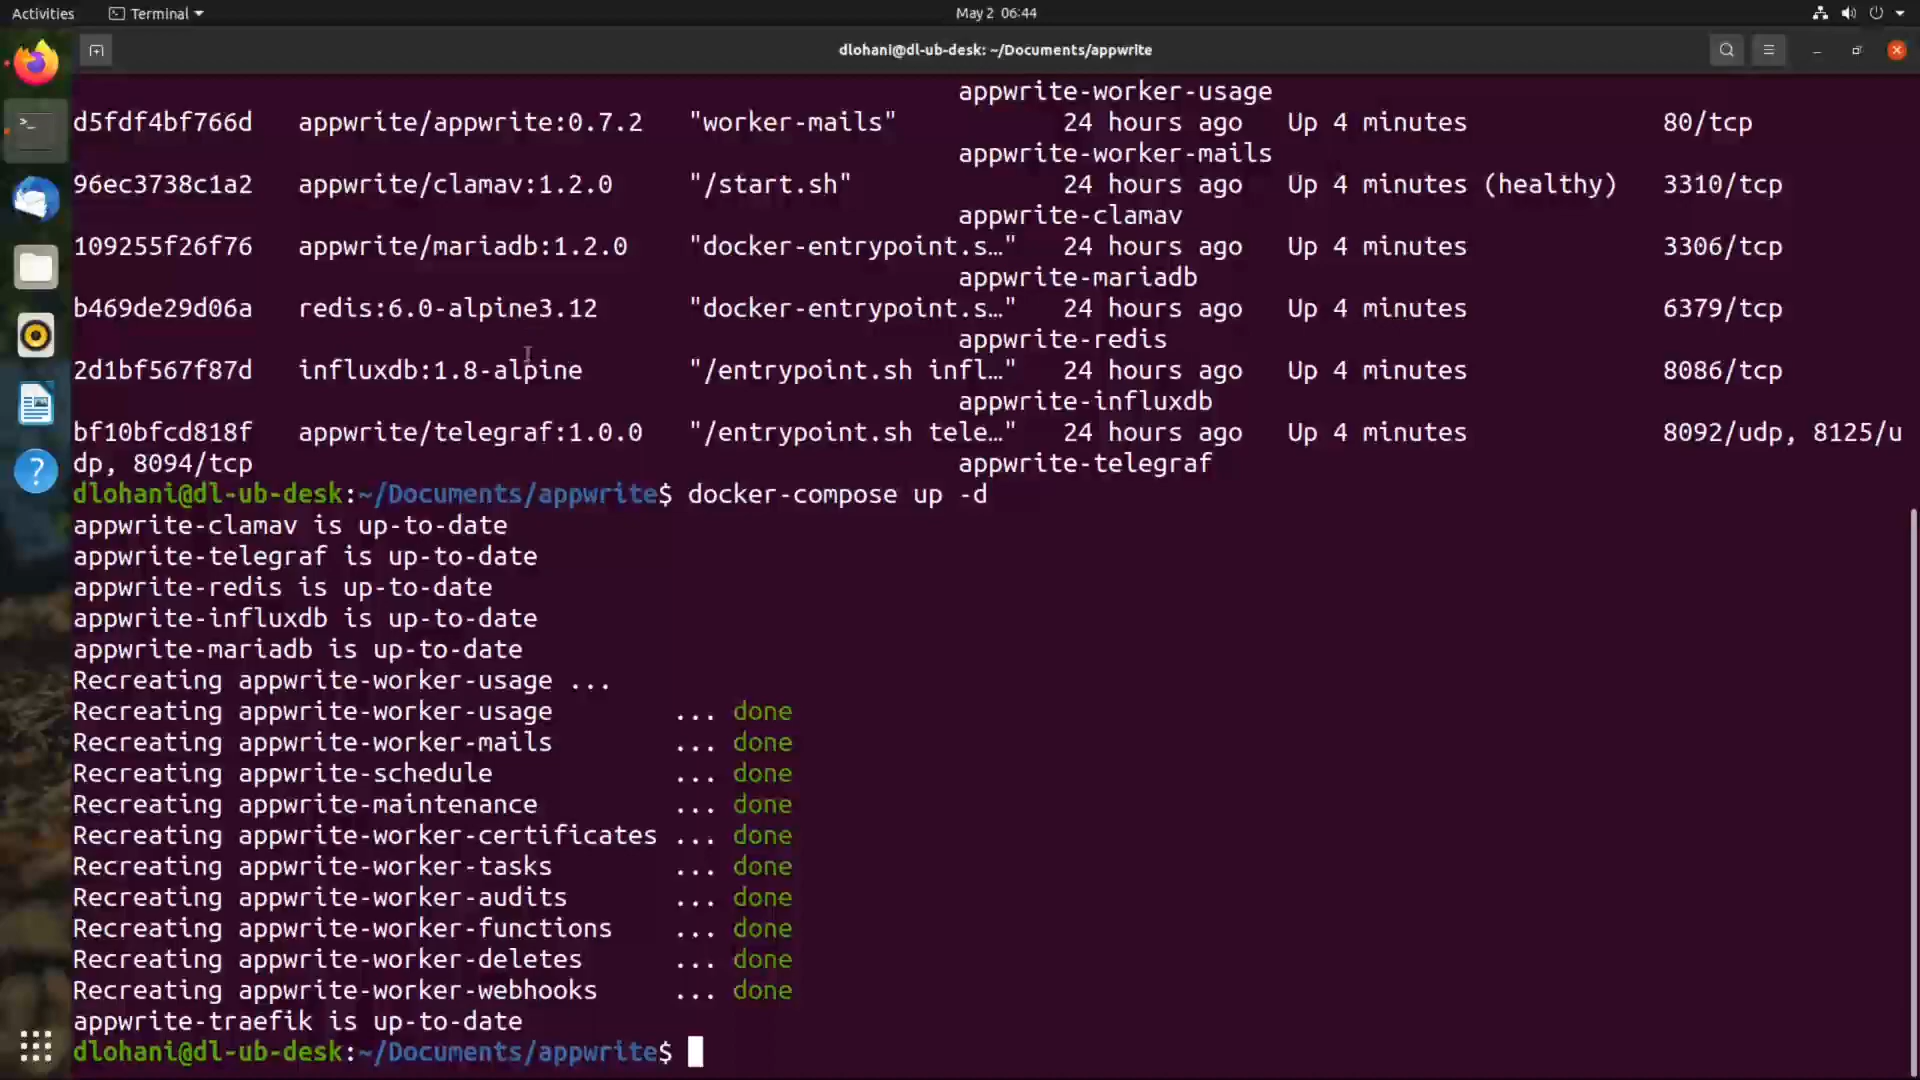 Activities Terminal May 2 06:44
dlohani@dl-ub-desk: ~/Documents/appwrite
appwrite-worker-usage
d5fdf4bf766d appwrite/appwrite:0.7.2 "worker-mails" 24 hours ago Up 4 minutes 80/tcp
appwrite-worker-mails
96ec3738c1a2 appwrite/clamav:1.2.0 "/start.sh" 24 hours ago Up 4 minutes (healthy) 3310/tcp
appwrite-clamav
109255f26f76 appwrite/mariadb:1.2.0 "docker-entrypoint.s…" 24 hours ago Up 4 minutes 3306/tcp
appwrite-mariadb
b469de29d06a redis:6.0-alpine3.12 "docker-entrypoint.s…" 24 hours ago Up 4 minutes 6379/tcp
appwrite-redis
2d1bf567f87d influxdb:1.8-alpine "/entrypoint.sh infl…" 24 hours ago Up 4 minutes 8086/tcp
appwrite-influxdb
bf10bfcd818f appwrite/telegraf:1.0.0 "/entrypoint.sh tele…" 24 hours ago Up 4 minutes 8092/udp, 8125/u
dp, 8094/tcp appwrite-telegraf
dlohani@dl-ub-desk:~/Documents/appwrite$ docker-compose up -d
appwrite-clamav is up-to-date
appwrite-telegraf is up-to-date
appwrite-redis is up-to-date
appwrite-influxdb is up-to-date
appwrite-mariadb is up-to-date
Recreating appwrite-worker-usage ...
Recreating appwrite-worker-usage ... done
Recreating appwrite-worker-mails ... done
Recreating appwrite-schedule ... done
Recreating appwrite-maintenance ... done
Recreating appwrite-worker-certificates ... done
Recreating appwrite-worker-tasks ... done
Recreating appwrite-worker-audits ... done
Recreating appwrite-worker-functions ... done
Recreating appwrite-worker-deletes ... done
Recreating appwrite-worker-webhooks ... done
appwrite-traefik is up-to-date
dlohani@dl-ub-desk:~/Documents/appwrite$